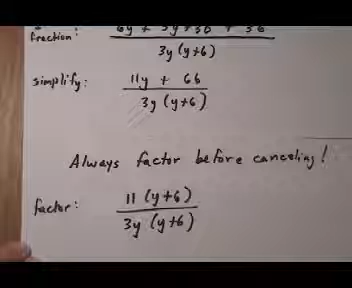 fraction:
3y (y+6)
simplify: 11y + 66
3y (y+6)
Always factor before canceling!
factor: 11 (y+6)
3y (y+6)